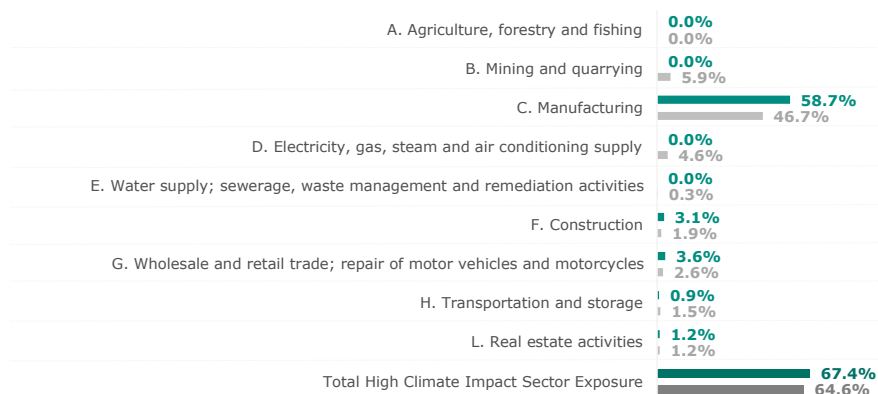 A. Agriculture, forestry and fishing 0.0%
0.0%
B. Mining and quarrying 0.0%
5.9%
C. Manufacturing 58.7%
46.7%
D. Electricity, gas, steam and air conditioning supply 0.0%
4.6%
E. Water supply; sewerage, waste management and remediation activities 0.0%
0.3%
F. Construction 3.1%
1.9%
G. Wholesale and retail trade; repair of motor vehicles and motorcycles 3.6%
2.6%
H. Transportation and storage 0.9%
1.5%
L. Real estate activities 1.2%
1.2%
Total High Climate Impact Sector Exposure 67.4%
64.6%